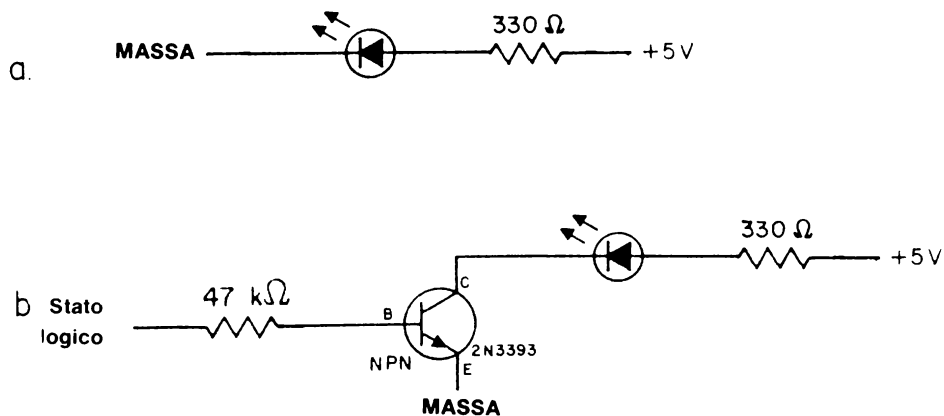 330 Ω
MASSA
+5V
a.
330 Ω
+5V
47 kΩ
C
b Stato
logico
B
2N3393
NPN
E
MASSA